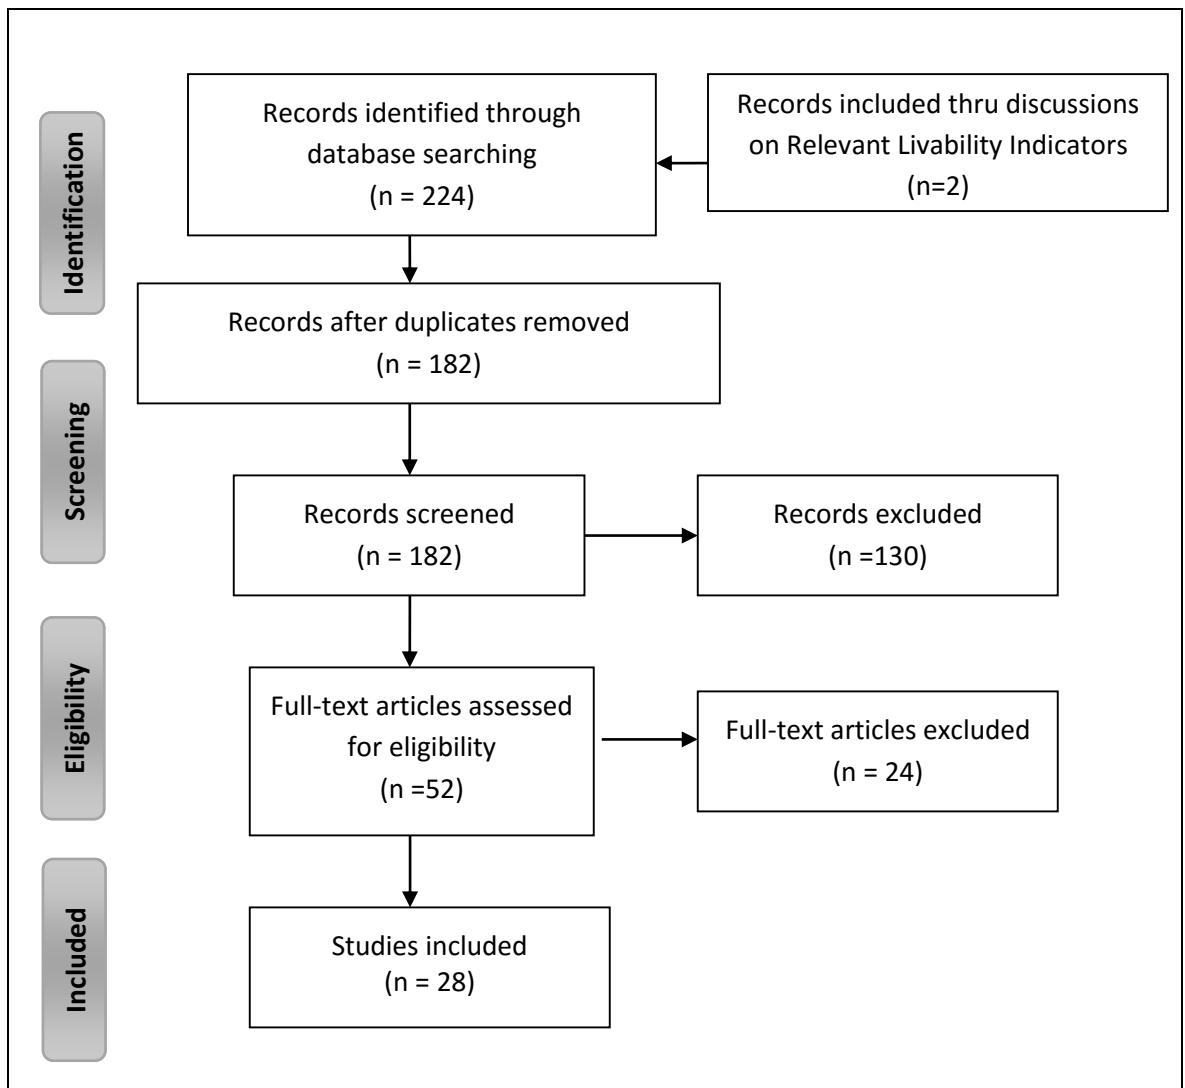 Identification
Records identified through
database searching
(n = 224)
Records included thru discussions
on Relevant Livability Indicators
(n=2)
Records after duplicates removed
(n = 182)
Screening
Records screened
(n = 182)
Records excluded
(n =130)
Eligibility
Full-text articles assessed
for eligibility
(n =52)
Full-text articles excluded
(n = 24)
Included
Studies included
(n = 28)